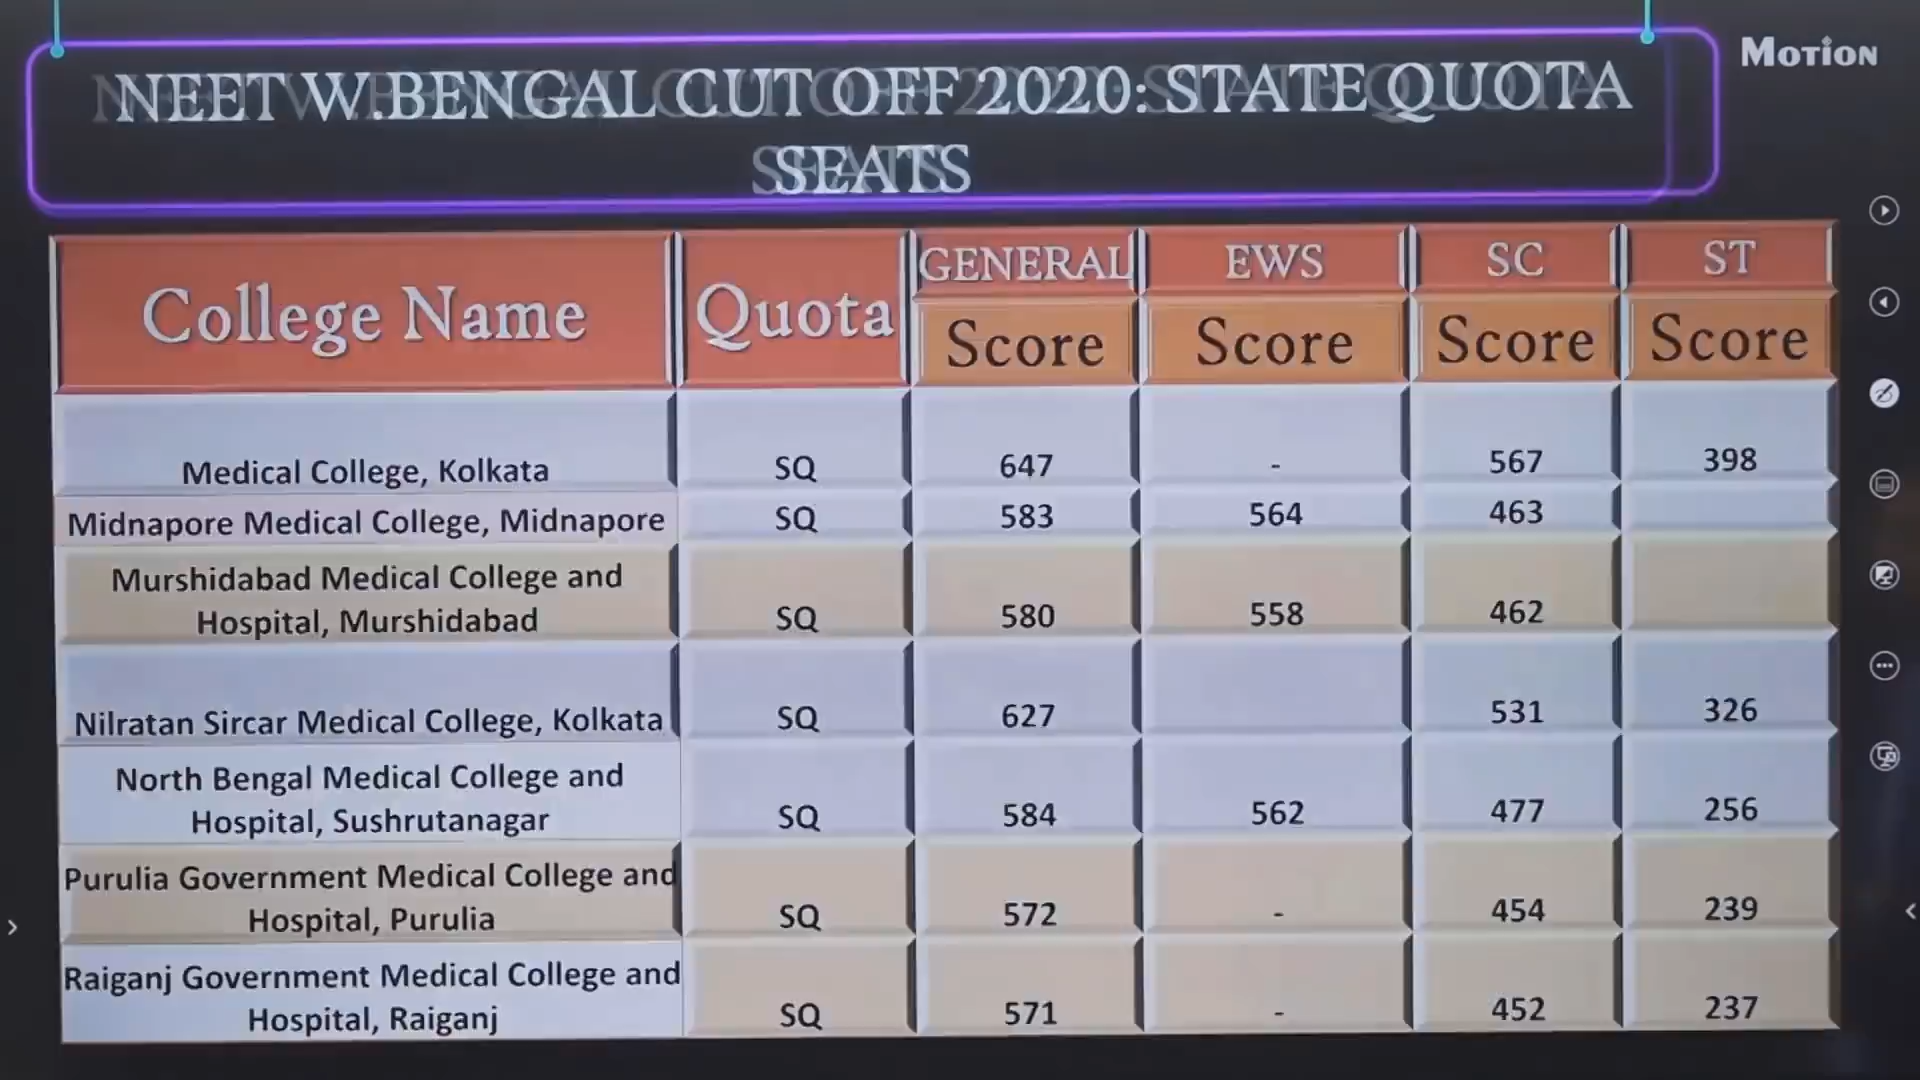 MOTION
NEET W.BENGAL CUT OFF 2020: STATE QUOTA
SEATS
College Name Quota GENERAL EWS SC ST
Score Score Score Score
Medical College, Kolkata SQ 647 - 567 398
Midnapore Medical College, Midnapore SQ 583 564 463
Murshidabad Medical College and
Hospital, Murshidabad SQ 580 558 462
Nilratan Sircar Medical College, Kolkata SQ 627 531 326
North Bengal Medical College and
Hospital, Sushrutanagar SQ 584 562 477 256
Purulia Government Medical College and
Hospital, Purulia SQ 572 - 454 239
Raiganj Government Medical College and
Hospital, Raiganj SQ 571 - 452 237